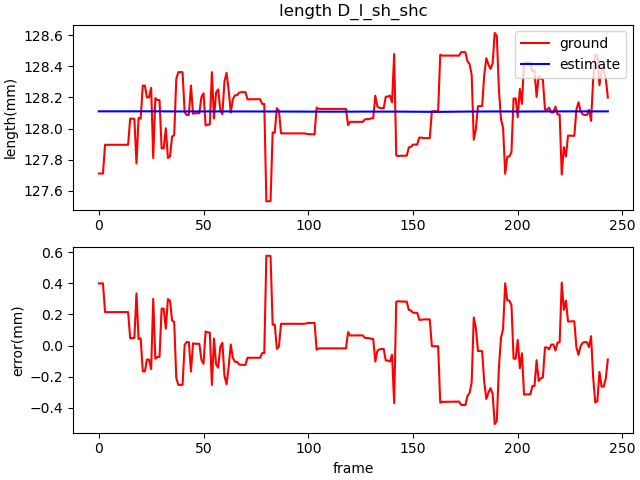 length D_l_sh_shc
length(mm)
128.6
128.4
128.2
128.0
127.8
127.6
ground
estimate
0 50 100 150 200 250
error(mm)
0.6
0.4
0.2
0.0
−0.2
−0.4
0 50 100 150 200 250
frame